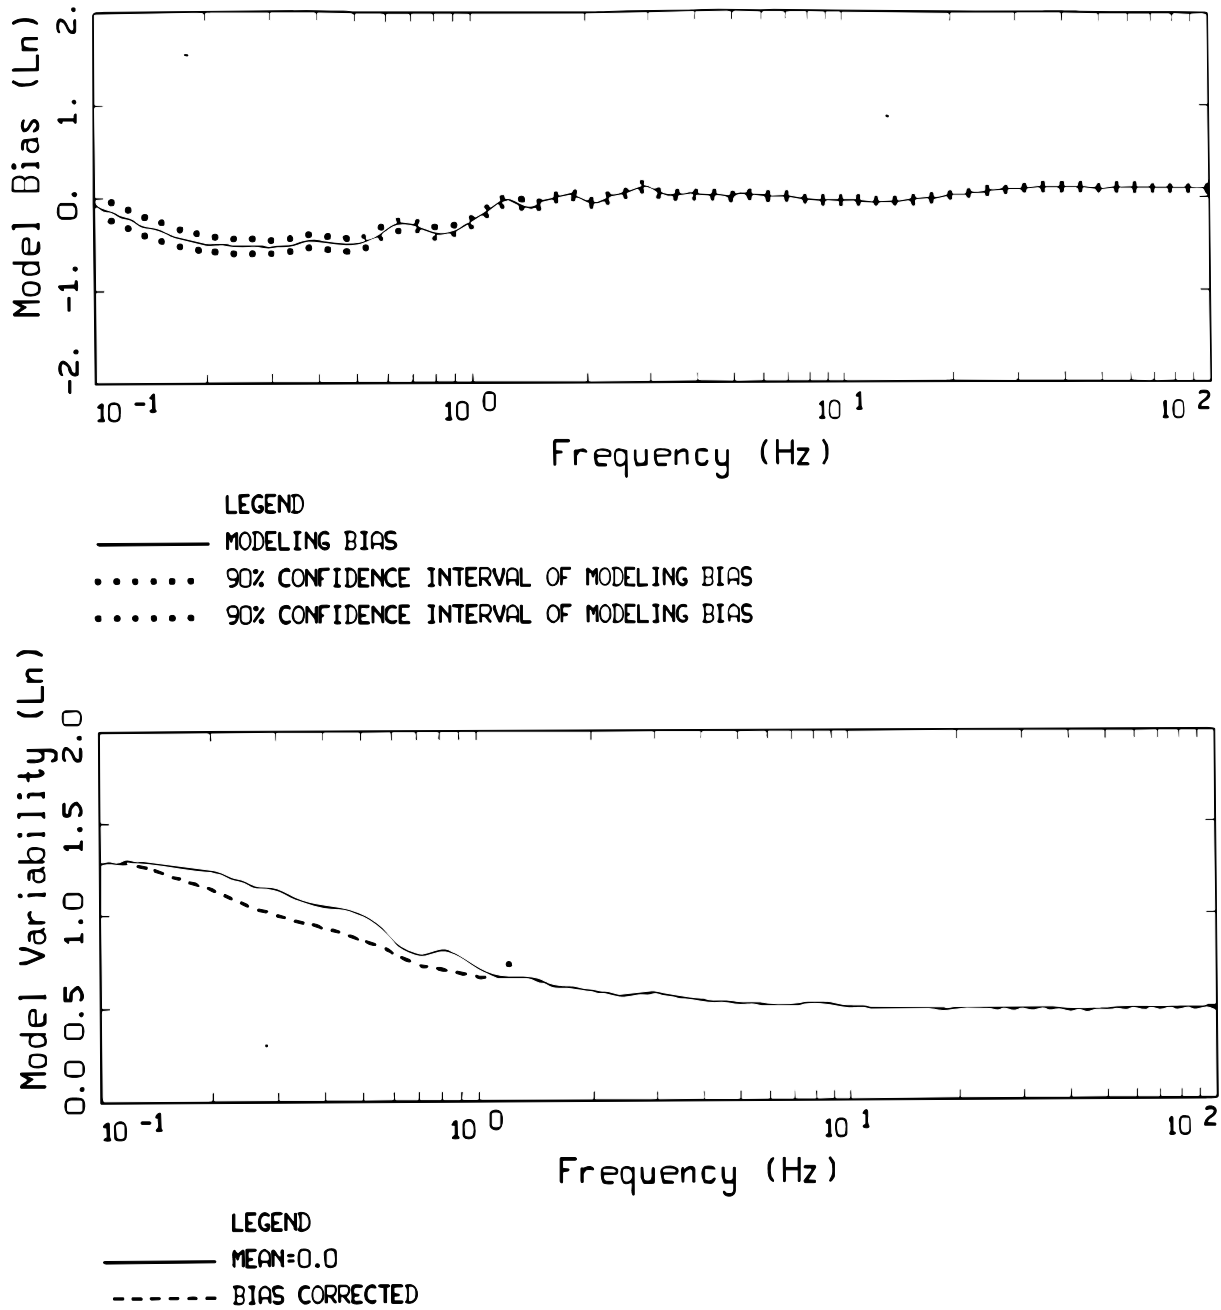 Model Bias (Ln)
2.
1.
0.
-1.
-2.
10 -1
10 0
10 1
10 2
Frequency (Hz)
LEGEND
MODELING BIAS
90% CONFIDENCE INTERVAL OF MODELING BIAS
90% CONFIDENCE INTERVAL OF MODELING BIAS
Model Variability (Ln)
2.0
1.5
1.0
0.5
0.0
10 -1
10 0
10 1
10 2
Frequency (Hz)
LEGEND
MEAN=0.0
BIAS CORRECTED